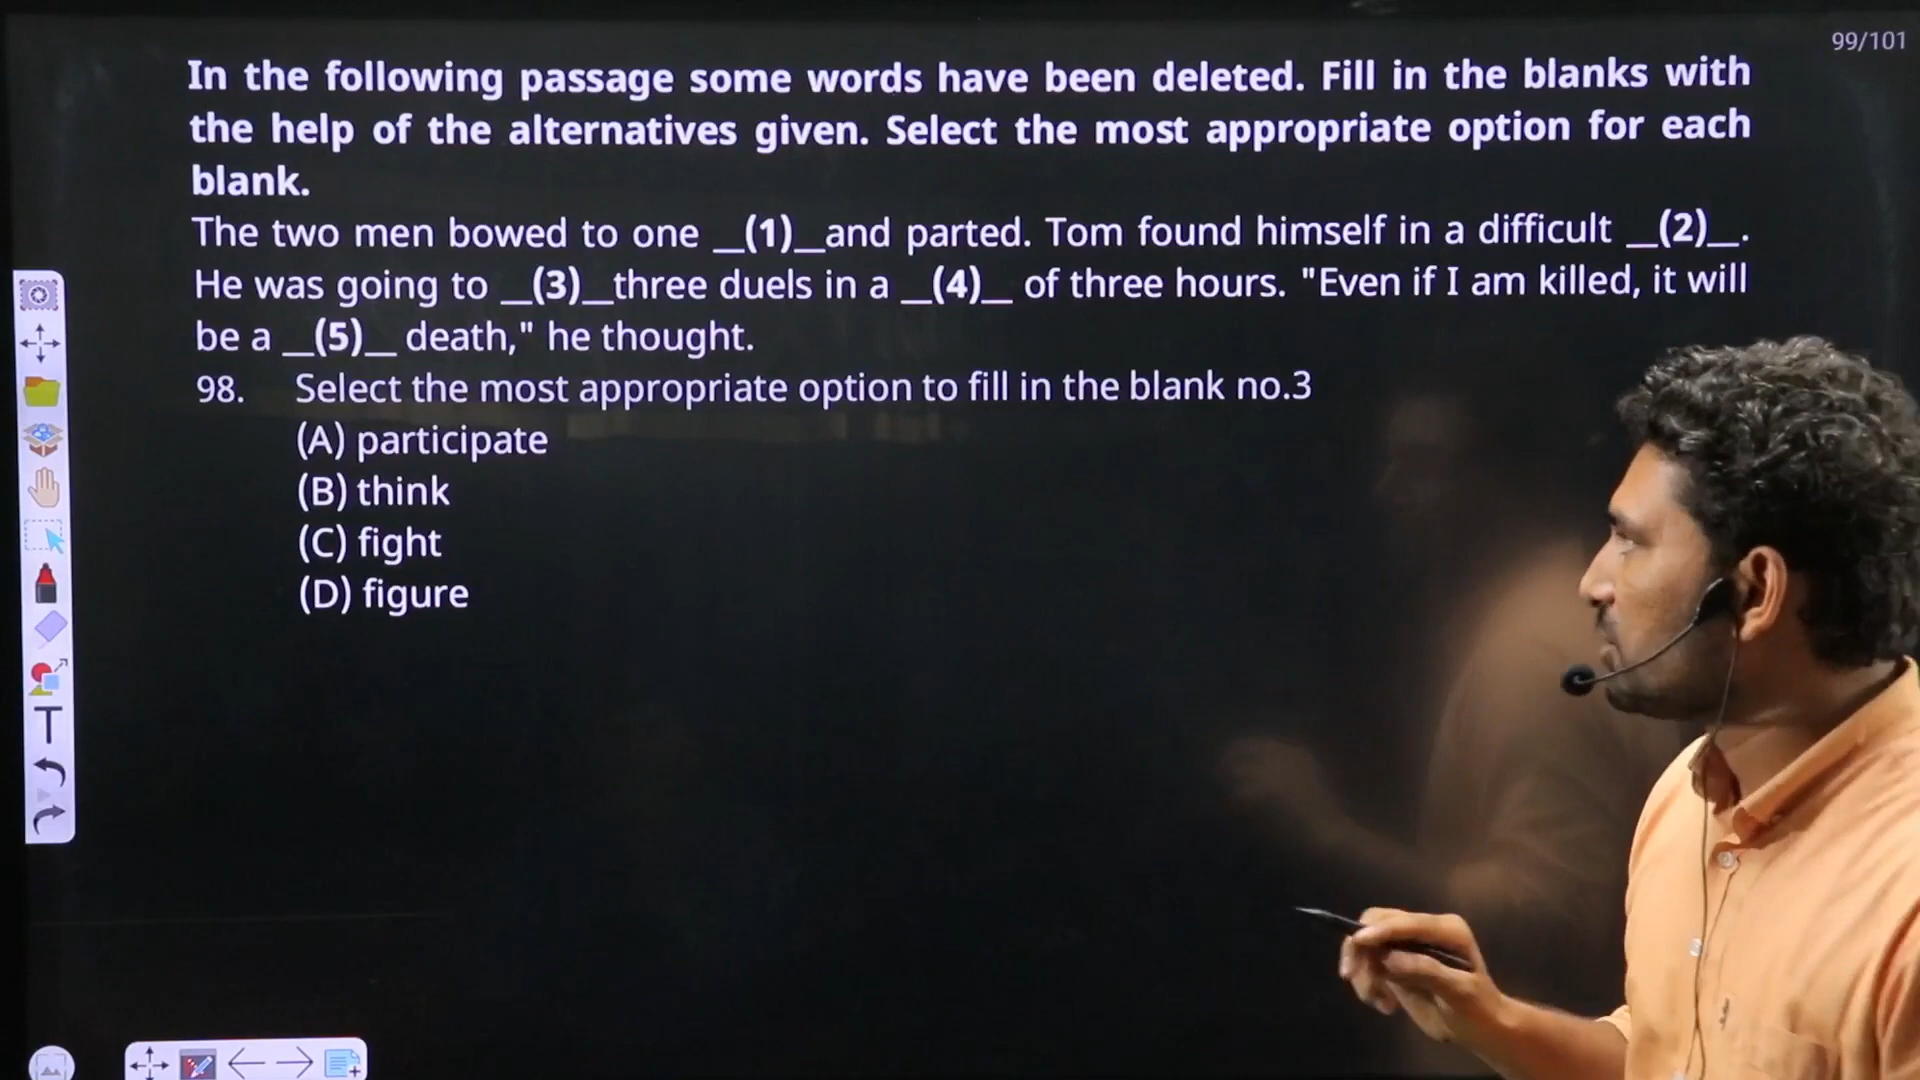 99/101
In the following passage some words have been deleted. Fill in the blanks with
the help of the alternatives given. Select the most appropriate option for each
blank.
The two men bowed to one __(1)__and parted. Tom found himself in a difficult __(2)__.
He was going to __(3)__three duels in a __(4)__ of three hours. "Even if I am killed, it will
be a __(5)__ death," he thought.
98. Select the most appropriate option to fill in the blank no.3
(A) participate
(B) think
(C) fight
(D) figure
T